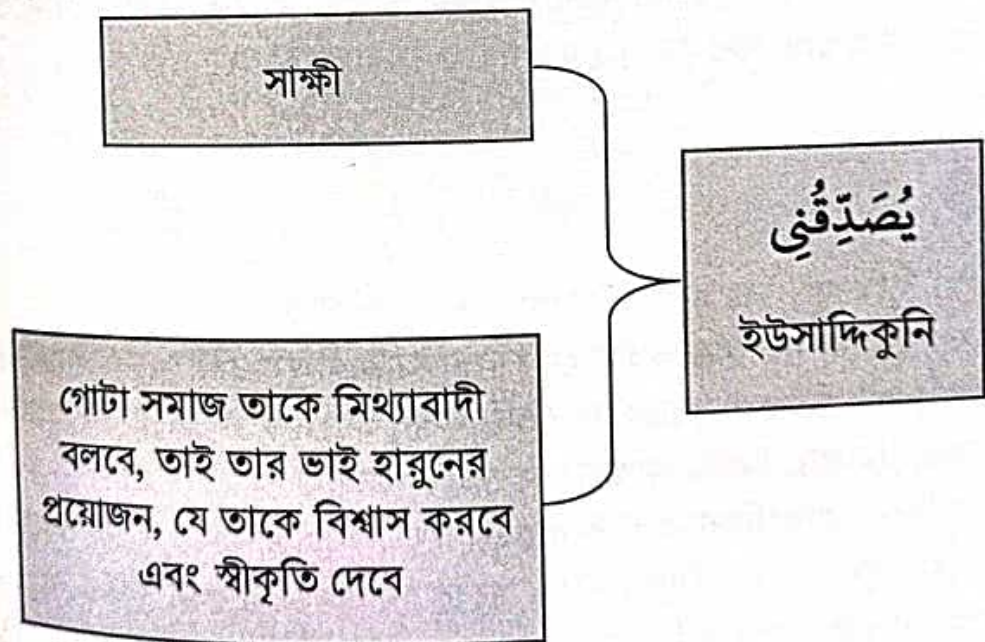 সাক্ষী
يُصَدِّقُنِي
ইউসাদ্দিকুনি
গোটা সমাজ তাকে মিথ্যাবাদী
বলবে, তাই তার ভাই হারুনের
প্রয়োজন, যে তাকে বিশ্বাস করবে
এবং স্বীকৃতি দেবে